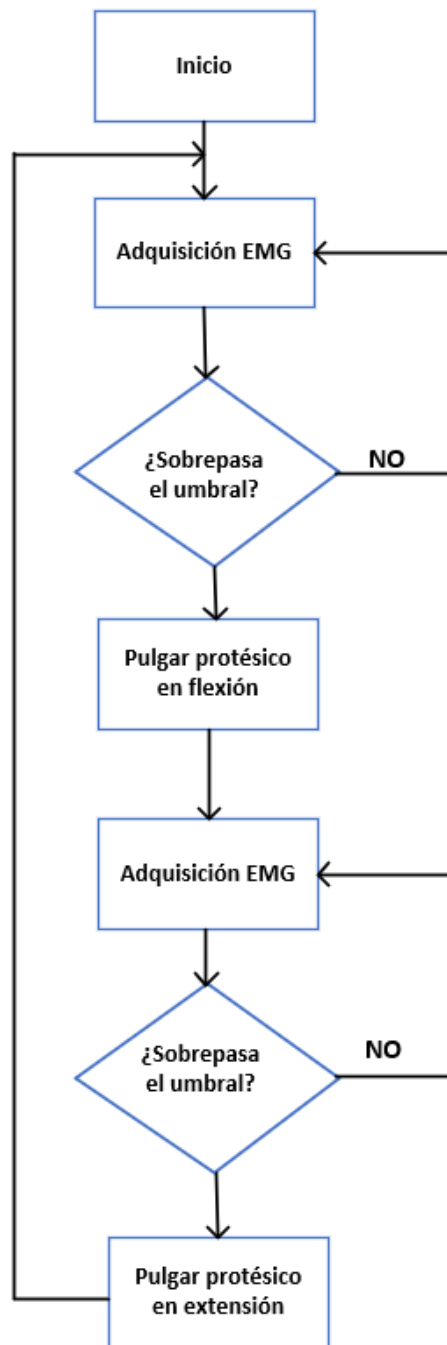 Inicio
Adquisición EMG
¿Sobrepasa
el umbral?
NO
Pulgar protésico
en flexión
Adquisición EMG
¿Sobrepasa
el umbral?
NO
Pulgar protésico
en extensión